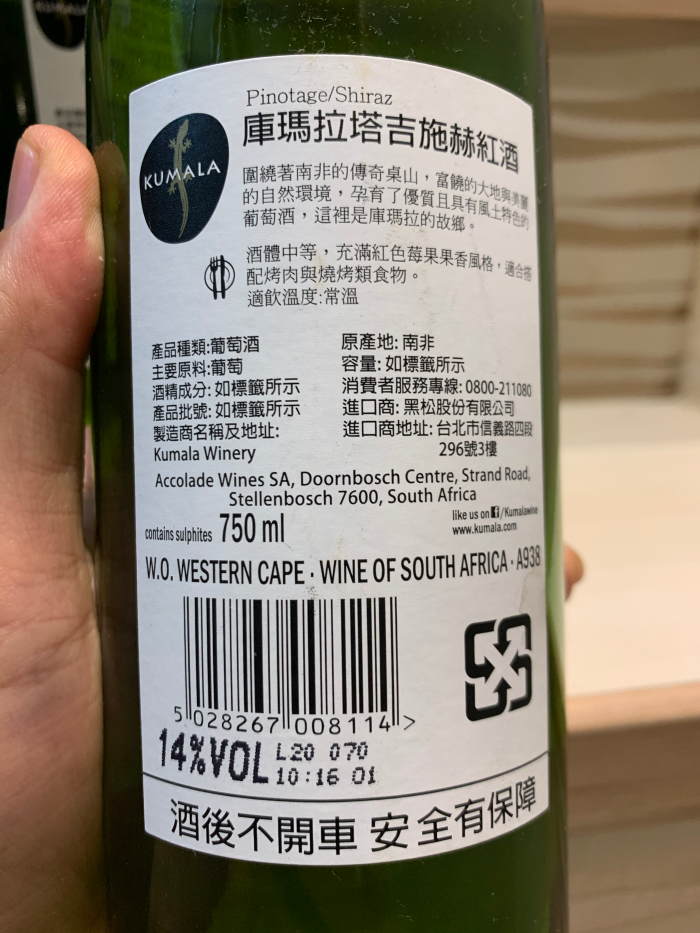 Pinotage/Shiraz
庫瑪拉塔吉施赫紅酒
KUMALA
圍繞著南非的傳奇桌山，富饒的大地與美麗
的自然環境，孕育了優質且具有風土特色的
葡萄酒，這裡是庫瑪拉的故鄉。
酒體中等，充滿紅色莓果果香風格，適合搭
配烤肉與燒烤類食物。
適飲溫度:常溫
產品種類:葡萄酒
主要原料:葡萄
酒精成分: 如標籤所示
產品批號: 如標籤所示
製造商名稱及地址:
Kumala Winery
原產地: 南非
容量: 如標籤所示
消費者服務專線: 0800-211080
進口商: 黑松股份有限公司
進口商地址: 台北市信義路四段
296號3樓
Accolade Wines SA, Doornbosch Centre, Strand Road,
Stellenbosch 7600, South Africa
like us on f/Kumalawine
www.kumala.com
contains sulphites 750 ml
W.O. WESTERN CAPE · WINE OF SOUTH AFRICA · A938
5 028267 008114 >
14%VOL L20 070
10:16 01
酒後不開車 安全有保障